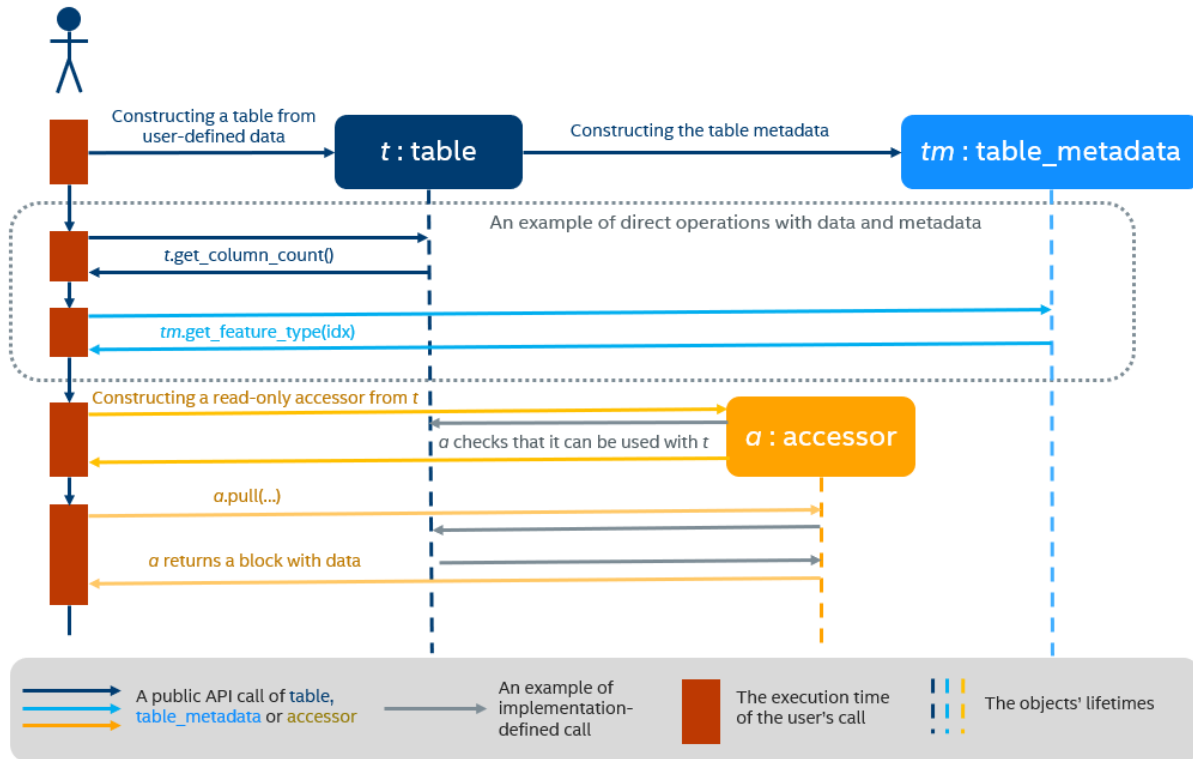 Constructing a table from
user-defined data
t : table
Constructing the table metadata
tm : table_metadata
An example of direct operations with data and metadata
t.get_column_count()
tm.get_feature_type(idx)
Constructing a read-only accessor from t
a checks that it can be used with t
a : accessor
a.pull(...)
a returns a block with data
A public API call of table,
table_metadata or accessor
An example of
implementation-
defined call
The execution time
of the user's call
The objects' lifetimes